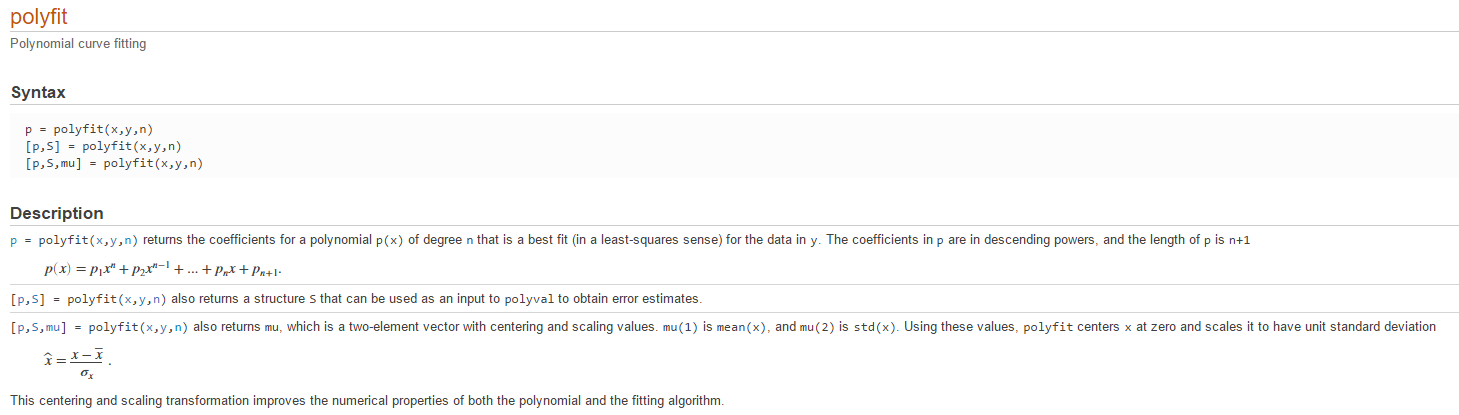 polyfit
Polynomial curve fitting
Syntax
p = polyfit(x,y,n)
[p,S] = polyfit(x,y,n)
[p,S,mu] = polyfit(x,y,n)
Description
p = polyfit(x,y,n) returns the coefficients for a polynomial p(x) of degree n that is a best fit (in a least-squares sense) for the data in y. The coefficients in p are in descending powers, and the length of p is n+1
p(x) = p₁xⁿ + p₂xⁿ⁻¹ + ... + pₙx + pₙ₊₁.
[p,S] = polyfit(x,y,n) also returns a structure S that can be used as an input to polyval to obtain error estimates.
[p,S,mu] = polyfit(x,y,n) also returns mu, which is a two-element vector with centering and scaling values. mu(1) is mean(x), and mu(2) is std(x). Using these values, polyfit centers x at zero and scales it to have unit standard deviation
x̂ = (x − x̄)/σₓ .
This centering and scaling transformation improves the numerical properties of both the polynomial and the fitting algorithm.